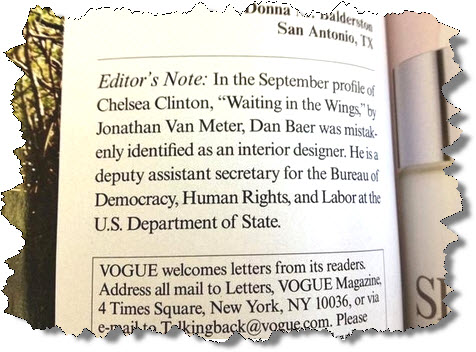 Donna Balderston
San Antonio, TX
Editor's Note: In the September profile of
Chelsea Clinton, “Waiting in the Wings,” by
Jonathan Van Meter, Dan Baer was mistak-
enly identified as an interior designer. He is a
deputy assistant secretary for the Bureau of
Democracy, Human Rights, and Labor at the
U.S. Department of State.
VOGUE welcomes letters from its readers.
Address all mail to Letters, VOGUE Magazine,
4 Times Square, New York, NY 10036, or via
e-mail to Talkingback@vogue.com. Please